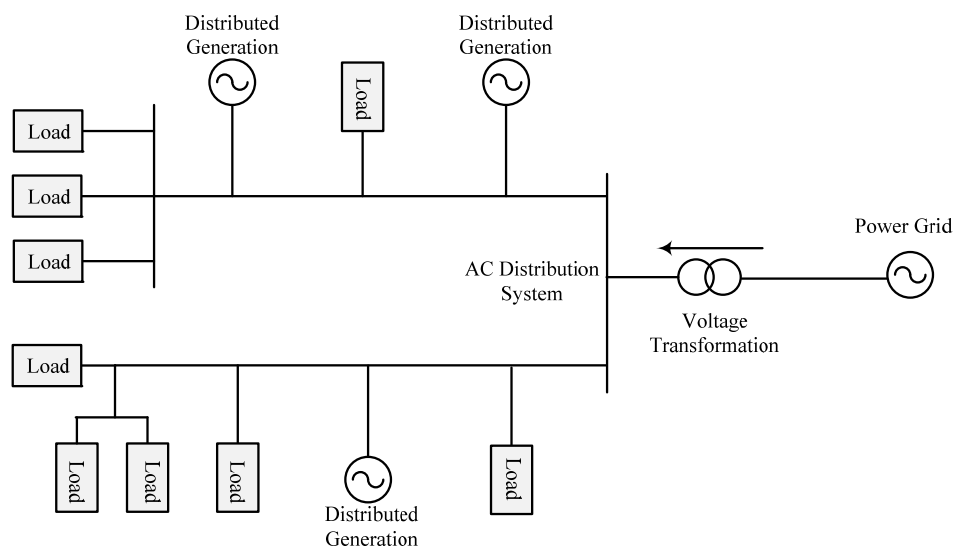 Distributed
Generation
Distributed
Generation
Load
Load
Load
Load
Power Grid
AC Distribution
System
Voltage
Transformation
Load
Load
Load
Load
Load
Distributed
Generation